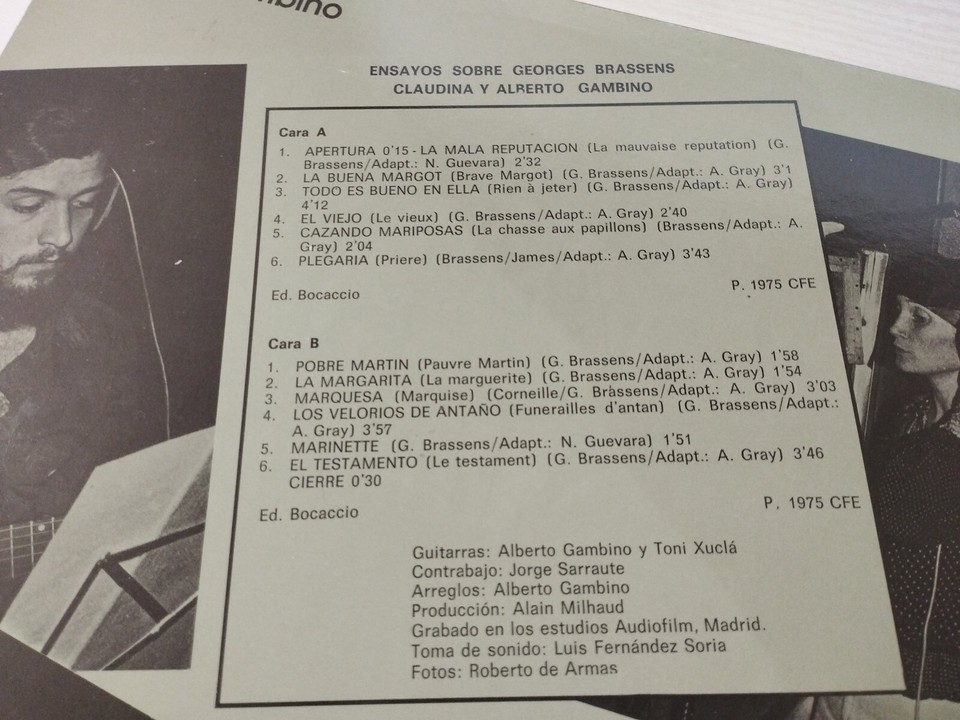 ENSAYOS SOBRE GEORGES BRASSENS
CLAUDINA Y ALBERTO GAMBINO
Cara A
1. APERTURA 0'15 - LA MALA REPUTACION (La mauvaise reputation) (G.
Brassens/Adapt.: N. Guevara) 2'32
2. LA BUENA MARGOT (Brave Margot) (G. Brassens/Adapt.: A. Gray) 3'1
3. TODO ES BUENO EN ELLA (Rien à jeter) (G. Brassens/Adapt.: A. Gray)
4'12
4. EL VIEJO (Le vieux) (G. Brassens/Adapt.: A. Gray) 2'40
5. CAZANDO MARIPOSAS (La chasse aux papillons) (Brassens/Adapt.: A.
Gray) 2'04
6. PLEGARIA (Priere) (Brassens/James/Adapt.: A. Gray) 3'43
Ed. Bocaccio
P. 1975 CFE
Cara B
1. POBRE MARTIN (Pauvre Martin) (G. Brassens/Adapt.: A. Gray) 1'58
2. LA MARGARITA (La marguerite) (G. Brassens/Adapt.: A. Gray) 1'54
3. MARQUESA (Marquise) (Corneille/G. Brassens/Adapt.: A. Gray) 3'03
4. LOS VELORIOS DE ANTAÑO (Funerailles d'antan) (G. Brassens/Adapt.:
A. Gray) 3'57
5. MARINETTE (G. Brassens/Adapt.: N. Guevara) 1'51
6. EL TESTAMENTO (Le testament) (G. Brassens/Adapt.: A. Gray) 3'46
CIERRE 0'30
Ed. Bocaccio
P. 1975 CFE
Guitarras: Alberto Gambino y Toni Xuclá
Contrabajo: Jorge Sarraute
Arreglos: Alberto Gambino
Producción: Alain Milhaud
Grabado en los estudios Audiofilm, Madrid.
Toma de sonido: Luis Fernández Soria
Fotos: Roberto de Armas